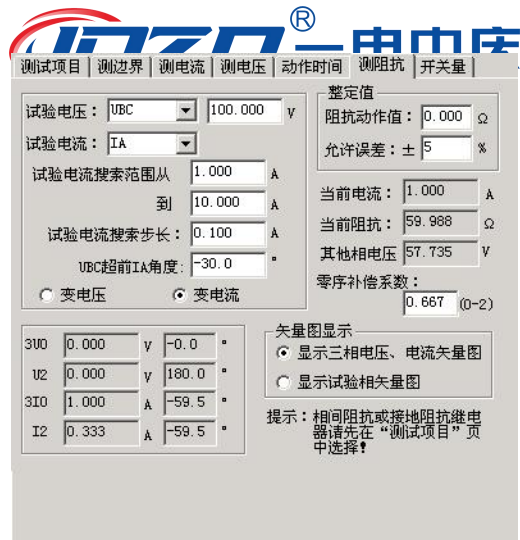 ®
一电中庆
测试项目 测边界 测电流 测电压 动作时间 测阻抗 开关量
试验电压： UBC 100.000 V
试验电流： IA
试验电流搜索范围从 1.000 A
到 10.000 A
试验电流搜索步长： 0.100 A
UBC超前IA角度: -30.0 °
变电压 变电流
整定值
阻抗动作值： 0.000 Ω
允许误差：± 5 %
当前电流： 1.000 A
当前阻抗： 59.988 Ω
其他相电压 57.735 V
零序补偿系数：
0.667 (0-2)
3U0 0.000 V -0.0 °
U2 0.000 V 180.0 °
3I0 1.000 A -59.5 °
I2 0.333 A -59.5 °
矢量图显示
显示三相电压、电流矢量图
显示试验相矢量图
提示：相间阻抗或接地阻抗继电
器请先在“测试项目”页
中选择!